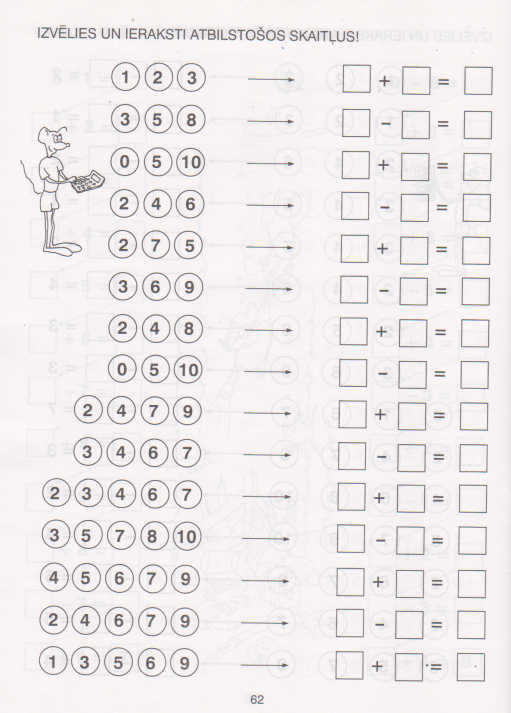 IZVĒLIES UN IERAKSTI ATBILSTOŠOS SKAITĻUS!
1 2 3 + =
3 5 8 - =
0 5 10 + =
2 4 6 - =
2 7 5 + =
3 6 9 - =
2 4 8 + =
0 5 10 - =
2 4 7 9 + =
3 4 6 7 - =
2 3 4 6 7 + =
3 5 7 8 10 - =
4 5 6 7 9 + =
2 4 6 7 9 - =
1 3 5 6 9 + =
62